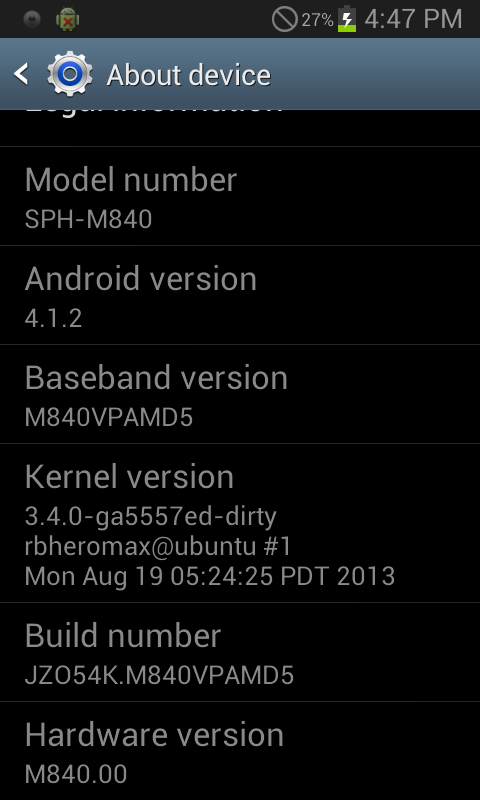 27% 4:47 PM
About device
Legal information
Model number
SPH-M840
Android version
4.1.2
Baseband version
M840VPAMD5
Kernel version
3.4.0-ga5557ed-dirty
rbheromax@ubuntu #1
Mon Aug 19 05:24:25 PDT 2013
Build number
JZO54K.M840VPAMD5
Hardware version
M840.00